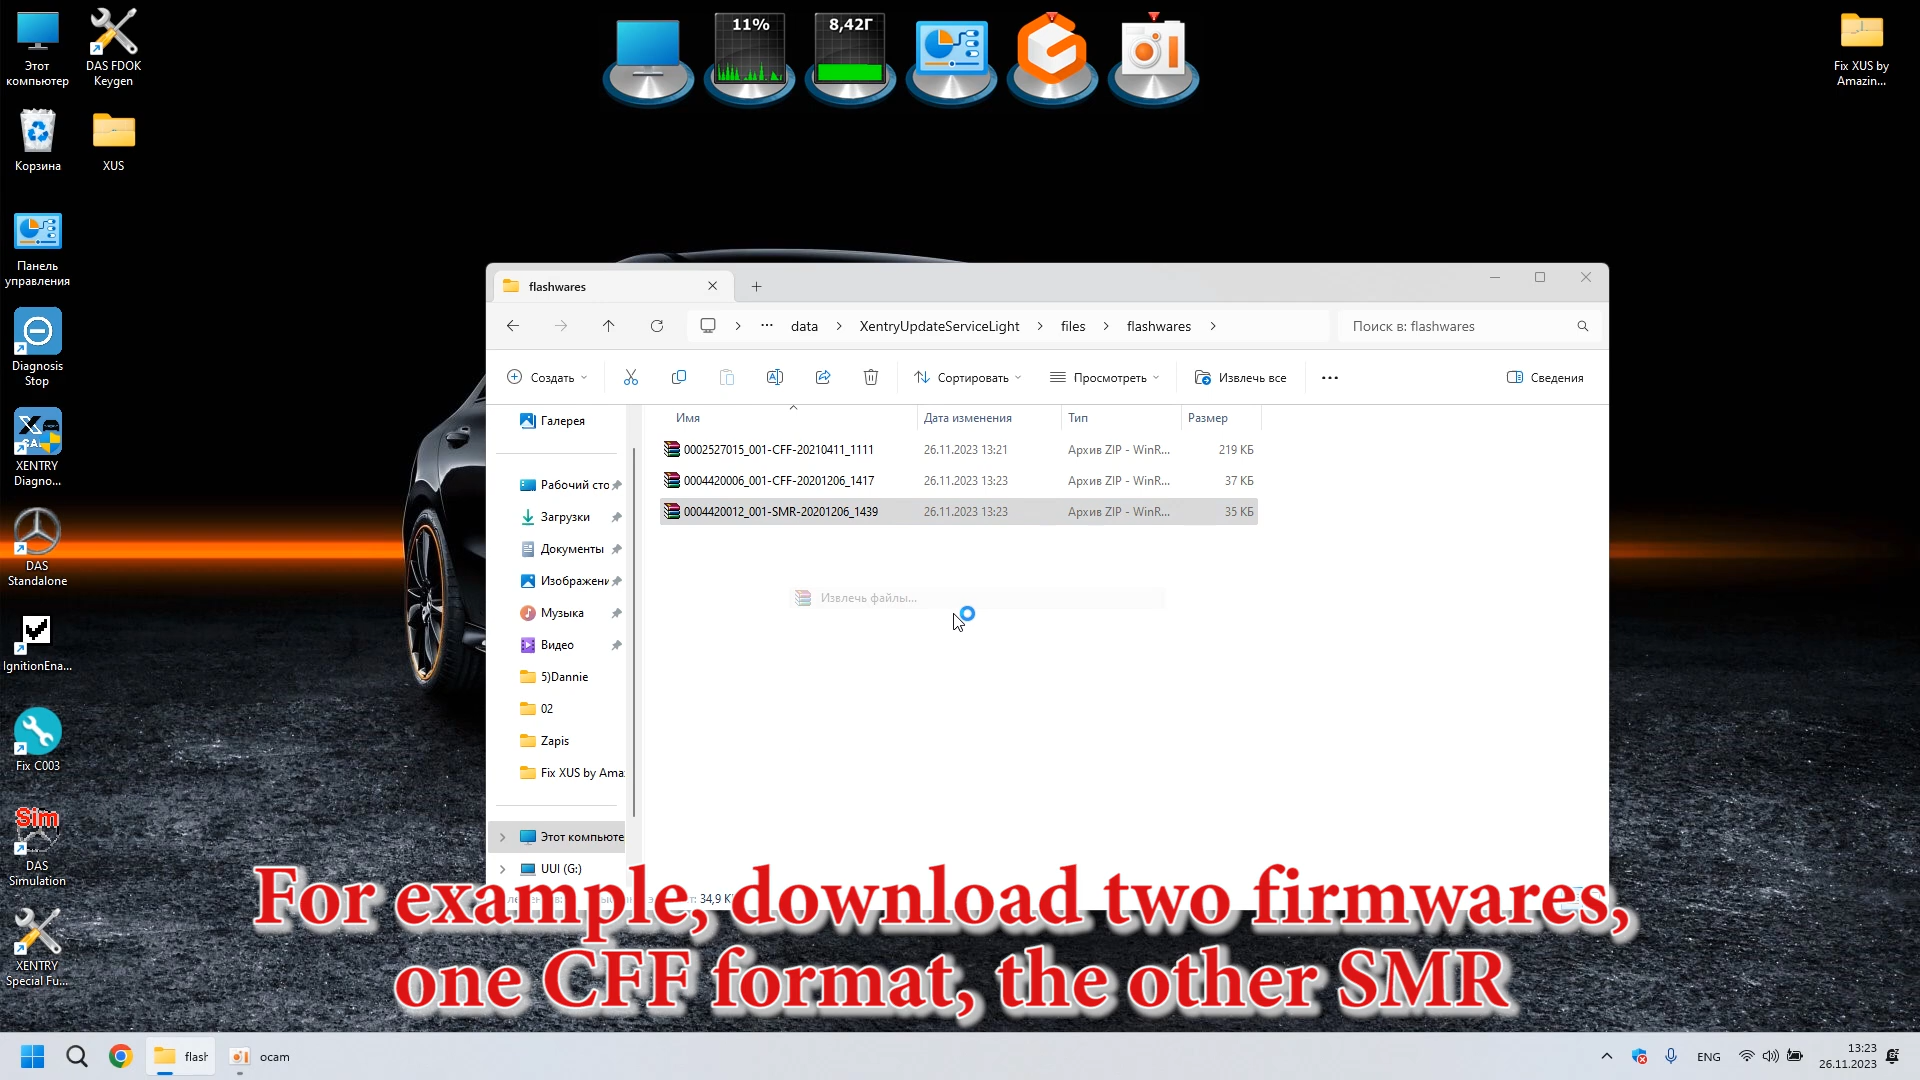 Этот
компьютер
DAS FDOK
Keygen
11%
8,42Г
Fix XUS by
Amazin...
Корзина
XUS
Панель
управления
Diagnosis
Stop
XENTRY
Diagno...
DAS
Standalone
IgnitionEna...
Fix C003
Sim
DAS
Simulation
XENTRY
Special Fu...
flashwares
data
XentryUpdateServiceLight
files
flashwares
Поиск в: flashwares
Создать
Сортировать
Просмотреть
Извлечь все
Сведения
Галерея
Имя
Дата изменения
Тип
Размер
0002527015_001-CFF-20210411_1111
26.11.2023 13:21
Архив ZIP - WinR...
219 КБ
0004420006_001-CFF-20201206_1417
26.11.2023 13:23
Архив ZIP - WinR...
37 КБ
0004420012_001-SMR-20201206_1439
26.11.2023 13:23
Архив ZIP - WinR...
35 КБ
Рабочий сто
Загрузки
Документы
Изображени
Музыка
Видео
5)Dannie
02
Zapis
Fix XUS by Ama
Этот компьюте
UUI (G:)
Извлечь файлы...
34,9 К
For example, download two firmwares,
one CFF format, the other SMR
flash
ocam
ENG
13:23
26.11.2023